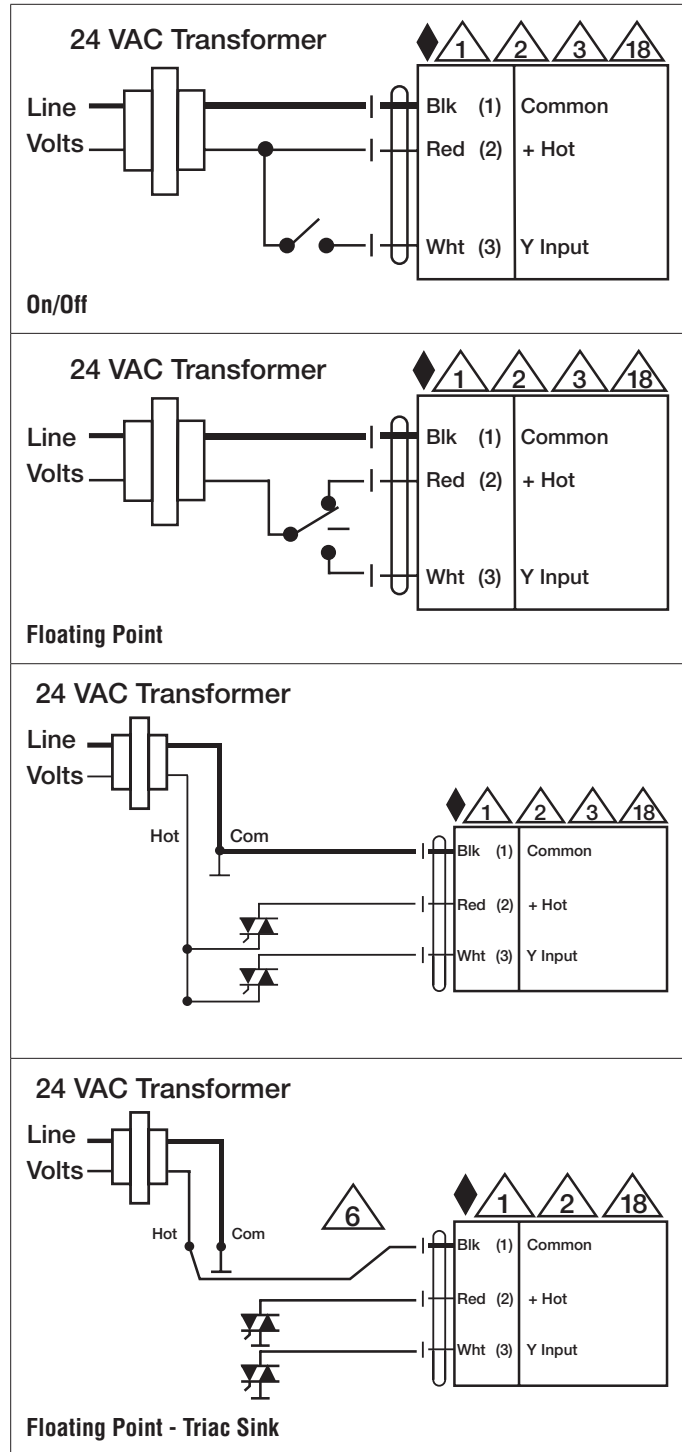 24 VAC Transformer
1 2 3 18
Line
Volts
Blk (1) Common
Red (2) + Hot
Wht (3) Y Input
On/Off
24 VAC Transformer
1 2 3 18
Line
Volts
Blk (1) Common
Red (2) + Hot
Wht (3) Y Input
Floating Point
24 VAC Transformer
Line
Volts
1 2 3 18
Hot Com
Blk (1) Common
Red (2) + Hot
Wht (3) Y Input
24 VAC Transformer
Line
Volts
6
1 2 18
Hot Com
Blk (1) Common
Red (2) + Hot
Wht (3) Y Input
Floating Point - Triac Sink